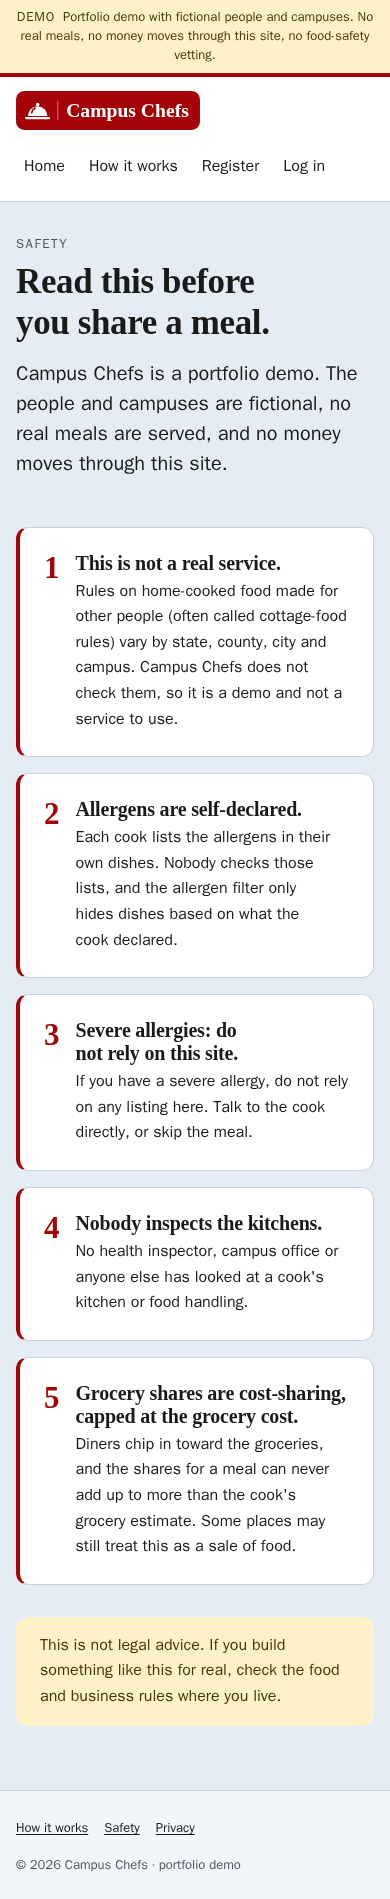 DEMO Portfolio demo with fictional people and campuses. No
real meals, no money moves through this site, no food-safety
vetting.
Campus Chefs
Home How it works Register Log in
SAFETY
Read this before
you share a meal.
Campus Chefs is a portfolio demo. The
people and campuses are fictional, no
real meals are served, and no money
moves through this site.
1 This is not a real service.
Rules on home-cooked food made for
other people (often called cottage-food
rules) vary by state, county, city and
campus. Campus Chefs does not
check them, so it is a demo and not a
service to use.
2 Allergens are self-declared.
Each cook lists the allergens in their
own dishes. Nobody checks those
lists, and the allergen filter only
hides dishes based on what the
cook declared.
3 Severe allergies: do
not rely on this site.
If you have a severe allergy, do not rely
on any listing here. Talk to the cook
directly, or skip the meal.
4 Nobody inspects the kitchens.
No health inspector, campus office or
anyone else has looked at a cook's
kitchen or food handling.
5 Grocery shares are cost-sharing,
capped at the grocery cost.
Diners chip in toward the groceries,
and the shares for a meal can never
add up to more than the cook's
grocery estimate. Some places may
still treat this as a sale of food.
This is not legal advice. If you build
something like this for real, check the food
and business rules where you live.
How it works Safety Privacy
© 2026 Campus Chefs · portfolio demo